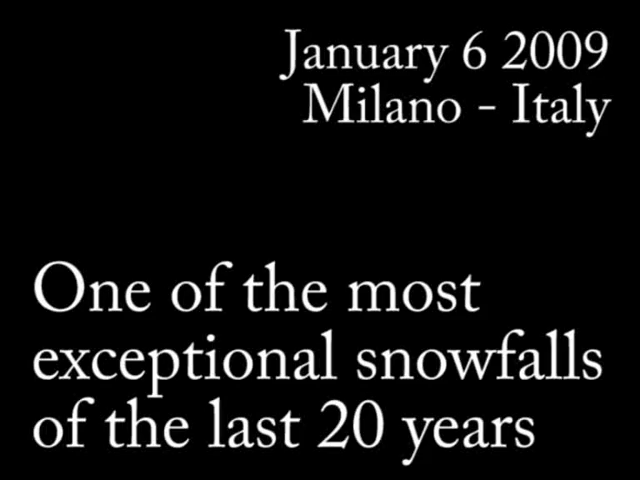 January 6 2009
Milano - Italy
One of the most
exceptional snowfalls
of the last 20 years